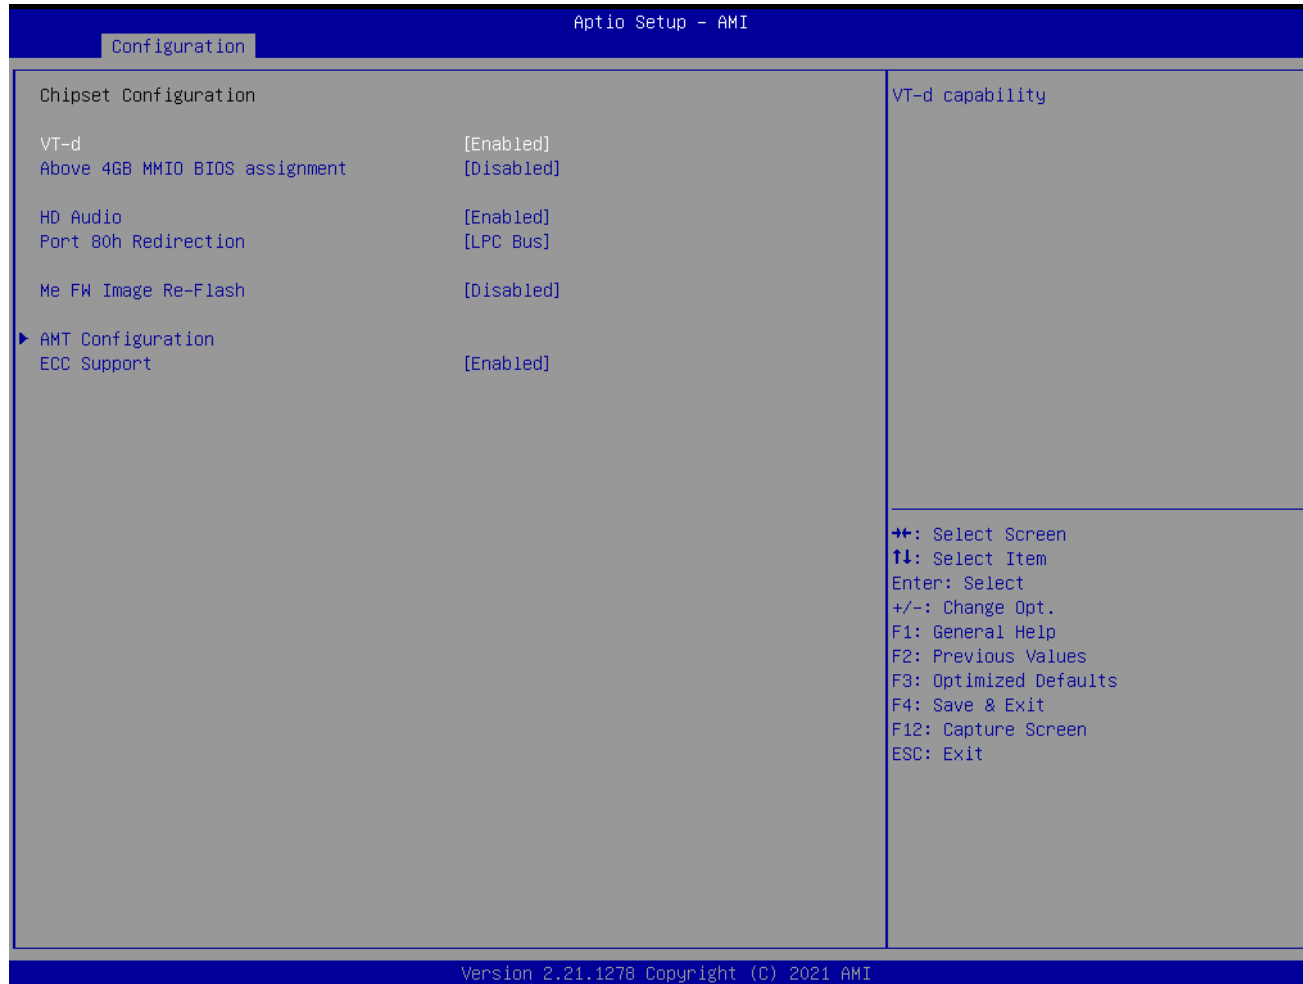 Aptio Setup – AMI
Configuration
Chipset Configuration
VT-d [Enabled]
Above 4GB MMIO BIOS assignment [Disabled]
HD Audio [Enabled]
Port 80h Redirection [LPC Bus]
Me FW Image Re-Flash [Disabled]
AMT Configuration
ECC Support [Enabled]
VT-d capability
→←: Select Screen
↑↓: Select Item
Enter: Select
+/-: Change Opt.
F1: General Help
F2: Previous Values
F3: Optimized Defaults
F4: Save & Exit
F12: Capture Screen
ESC: Exit
Version 2.21.1278 Copyright (C) 2021 AMI